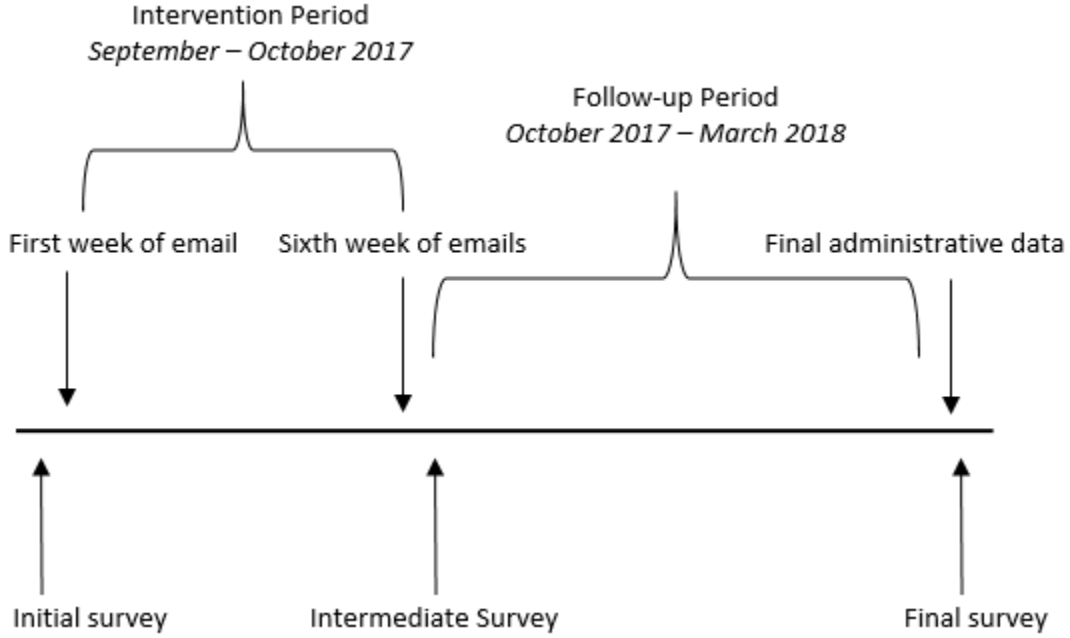 Intervention Period
September – October 2017
Follow-up Period
October 2017 – March 2018
First week of email
Sixth week of emails
Final administrative data
Initial survey
Intermediate Survey
Final survey